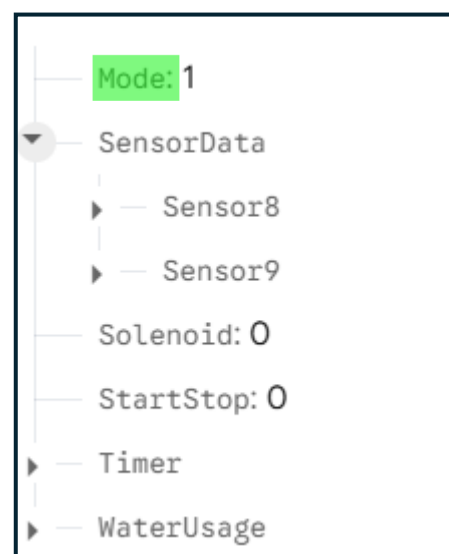 Mode: 1
SensorData
Sensor8
Sensor9
Solenoid: 0
StartStop: 0
Timer
WaterUsage